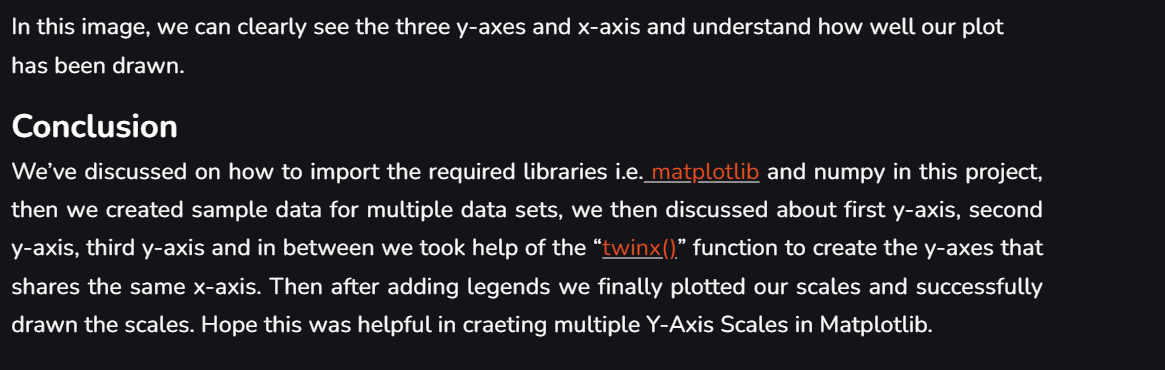 In this image, we can clearly see the three y-axes and x-axis and understand how well our plot
has been drawn.
Conclusion
We’ve discussed on how to import the required libraries i.e. matplotlib and numpy in this project,
then we created sample data for multiple data sets, we then discussed about first y-axis, second
y-axis, third y-axis and in between we took help of the “twinx()” function to create the y-axes that
shares the same x-axis. Then after adding legends we finally plotted our scales and successfully
drawn the scales. Hope this was helpful in craeting multiple Y-Axis Scales in Matplotlib.